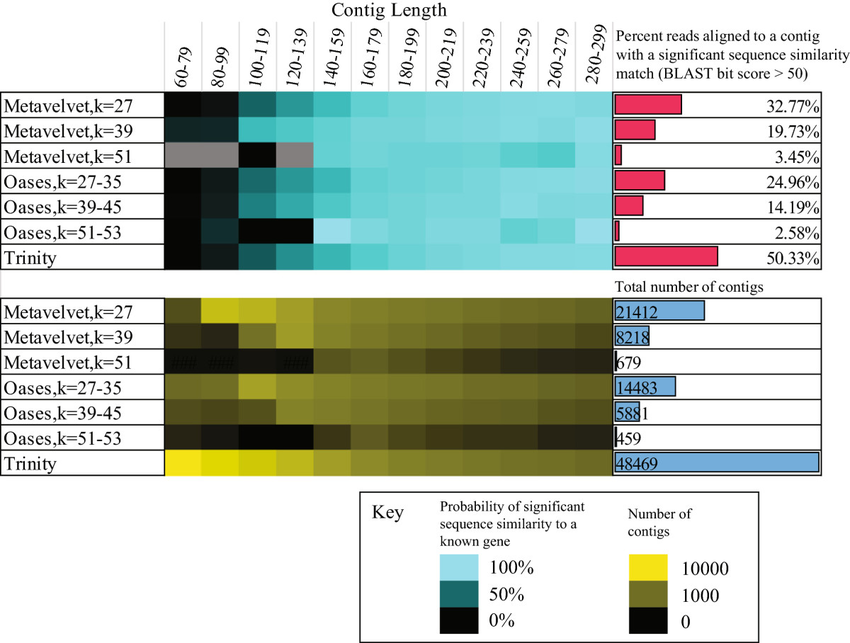 Contig Length
60-79
80-99
100-119
120-139
140-159
160-179
180-199
200-219
220-239
240-259
260-279
280-299
Percent reads aligned to a contig
with a significant sequence similarity
match (BLAST bit score > 50)
Metavelvet,k=27 32.77%
Metavelvet,k=39 19.73%
Metavelvet,k=51 3.45%
Oases,k=27-35 24.96%
Oases,k=39-45 14.19%
Oases,k=51-53 2.58%
Trinity 50.33%
Total number of contigs
Metavelvet,k=27 21412
Metavelvet,k=39 8218
Metavelvet,k=51 ### ### ### 679
Oases,k=27-35 14483
Oases,k=39-45 5881
Oases,k=51-53 459
Trinity 48469
Key
Probability of significant
sequence similarity to a
known gene
100%
50%
0%
Number of
contigs
10000
1000
0